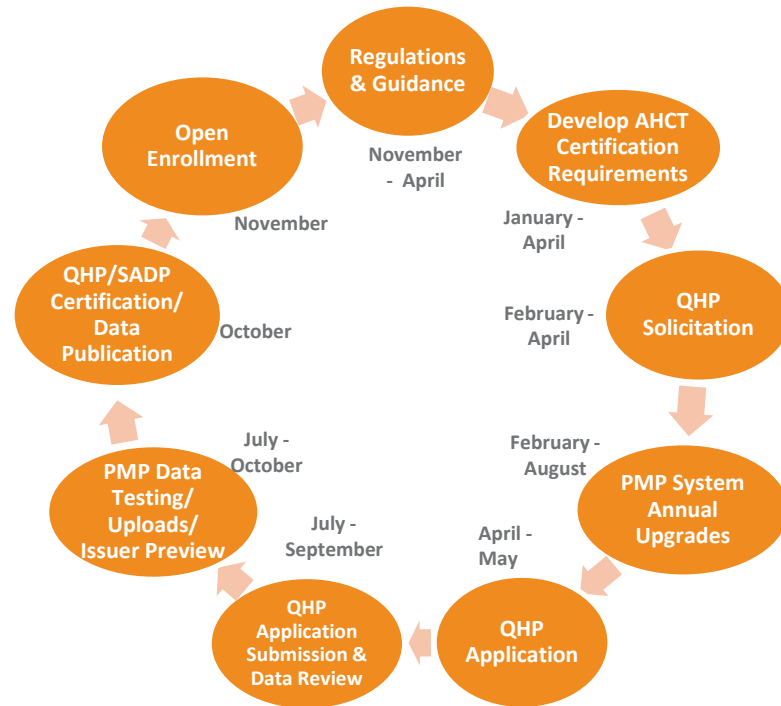 Regulations
& Guidance
November
- April
Develop AHCT
Certification
Requirements
January -
April
QHP
Solicitation
February -
April
PMP System
Annual
Upgrades
February -
August
QHP
Application
April -
May
QHP
Application
Submission &
Data Review
July -
September
PMP Data
Testing/
Uploads/
Issuer Preview
July -
October
QHP/SADP
Certification/
Data
Publication
October
Open
Enrollment
November